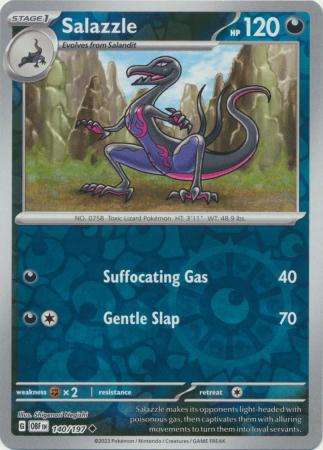 STAGE 1
Salazzle
HP 120
Evolves from Salandit
NO. 0758 Toxic Lizard Pokémon. HT: 3'11" WT: 48.9 lbs.
Suffocating Gas 40
Gentle Slap 70
weakness ×2 resistance retreat
Illus. Shigenori Negishi
G OBF EN 140/197
Salazzle makes its opponents light-headed with
poisonous gas, then captivates them with alluring
movements to turn them into loyal servants.
©2023 Pokémon / Nintendo / Creatures / GAME FREAK